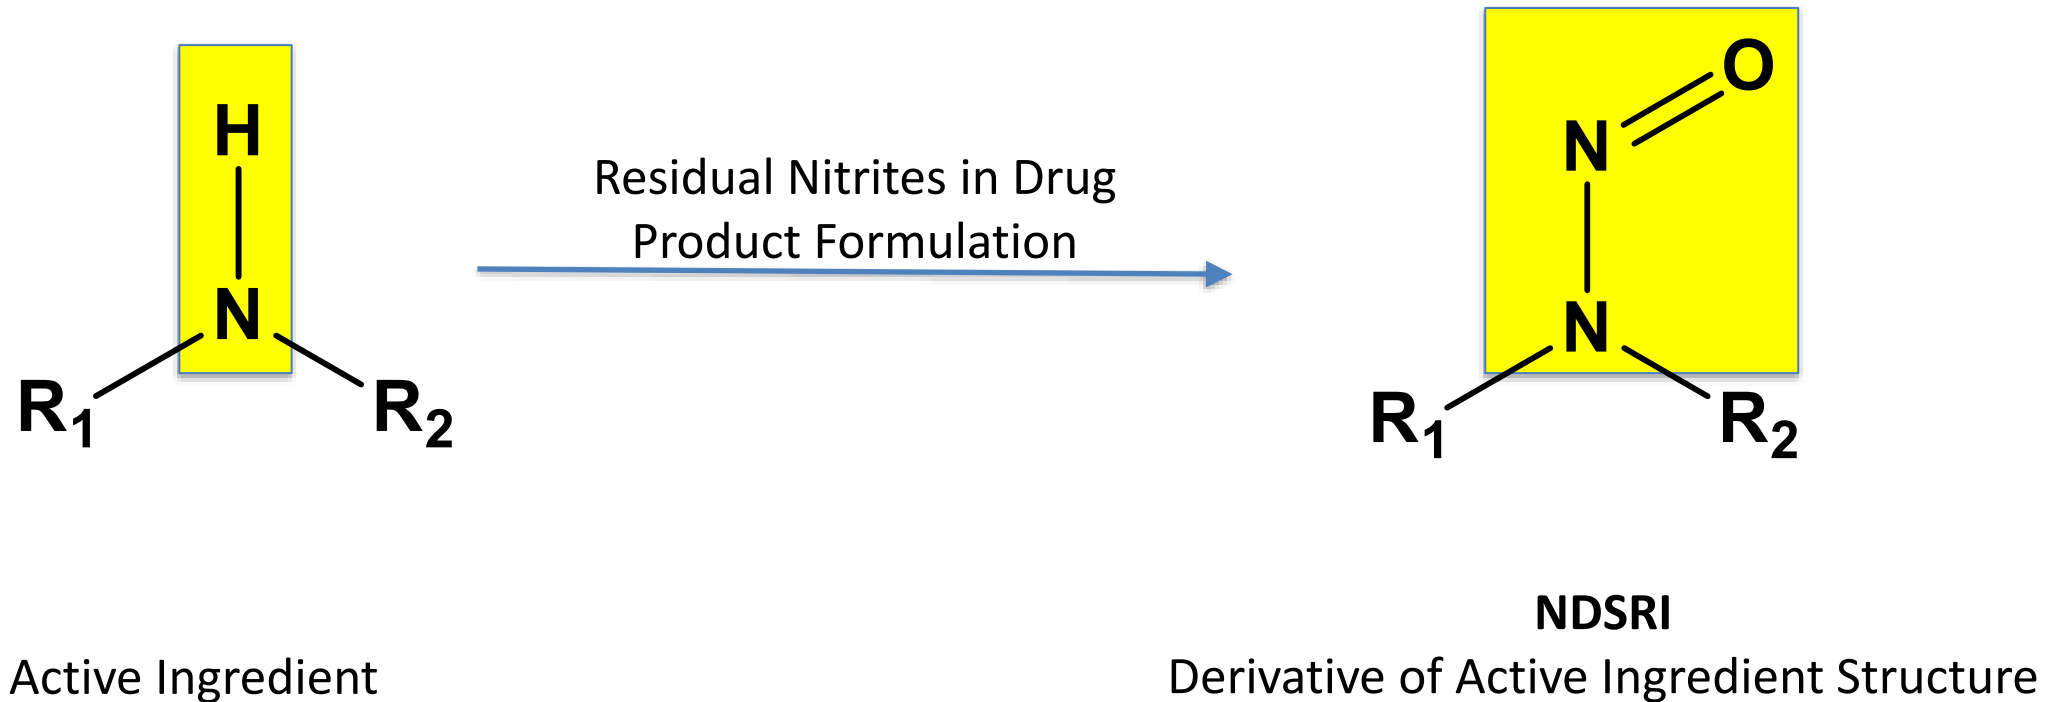 H
N
R1
R2
Residual Nitrites in Drug
Product Formulation
O
N
N
R1
R2
NDSRI
Active Ingredient
Derivative of Active Ingredient Structure